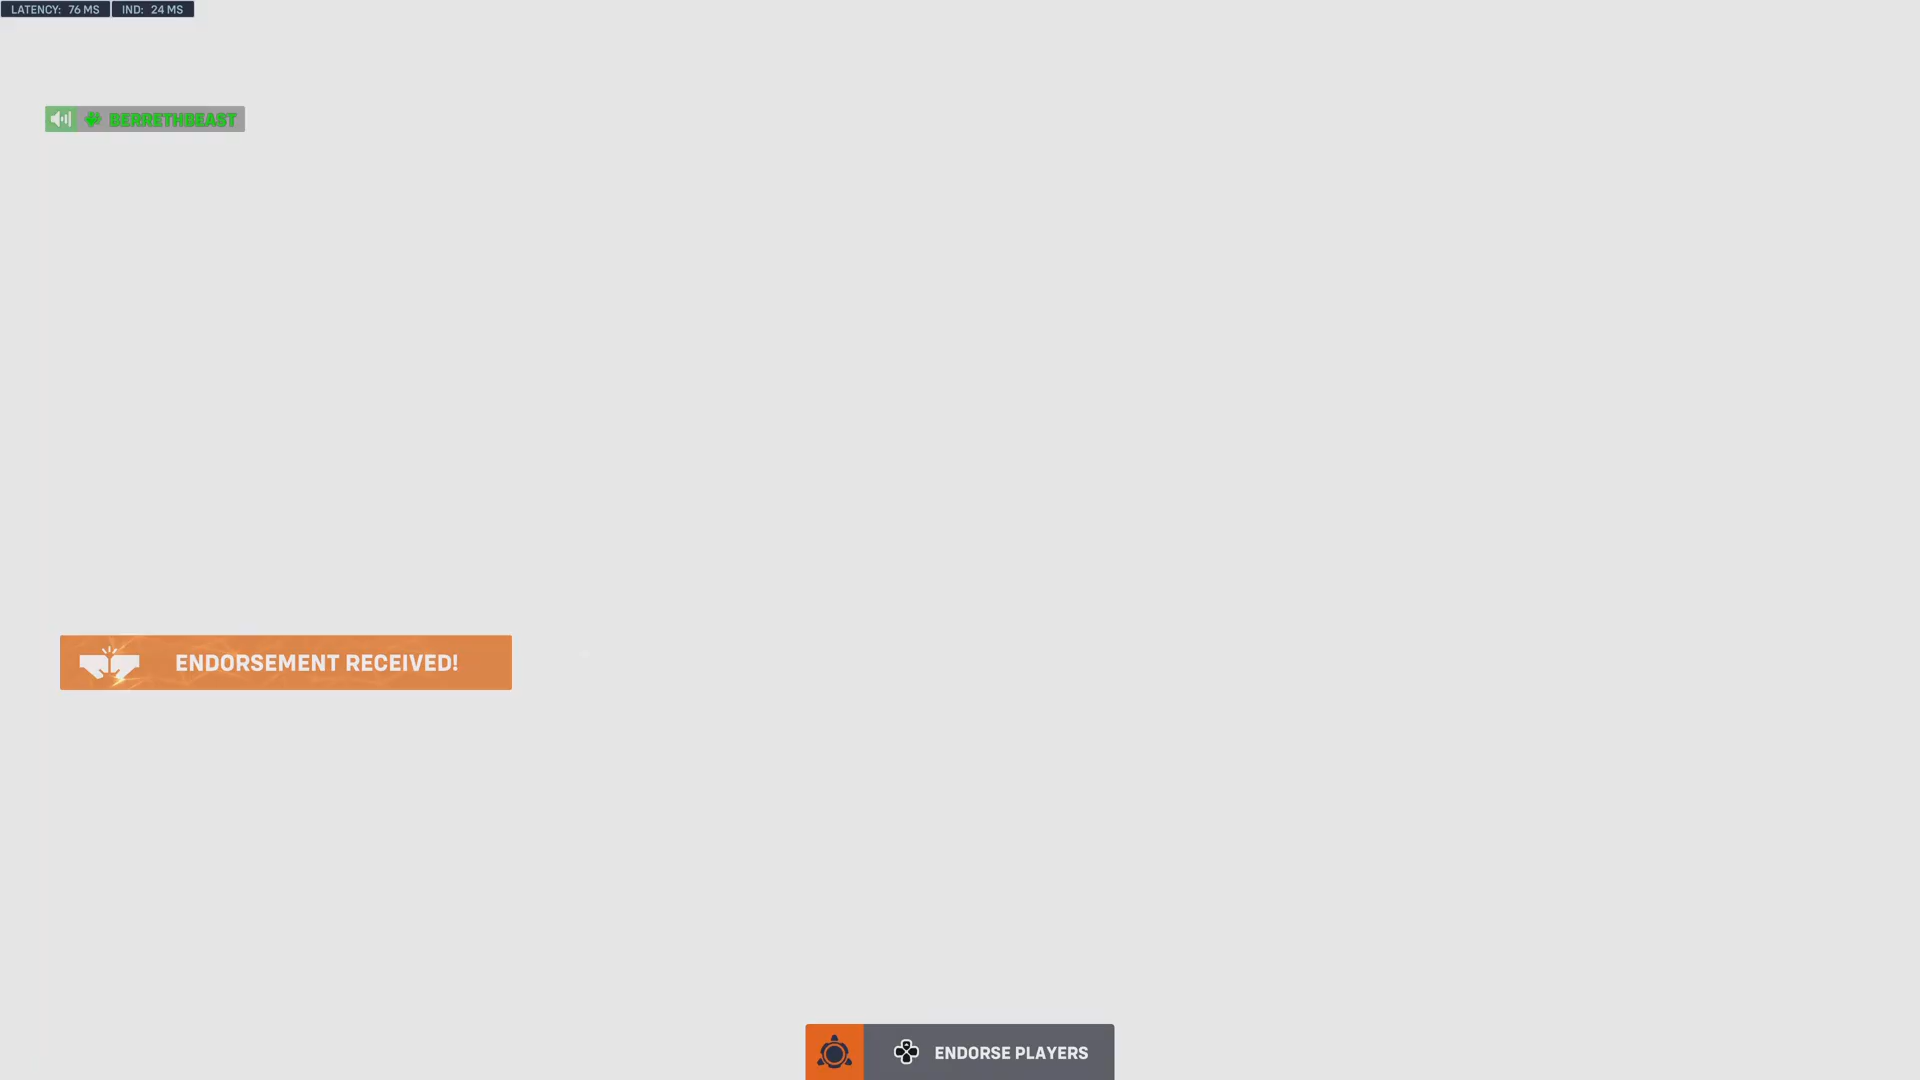 LATENCY: 76 MS IND: 24 MS
BERRETHBEAST
ENDORSEMENT RECEIVED!
ENDORSE PLAYERS